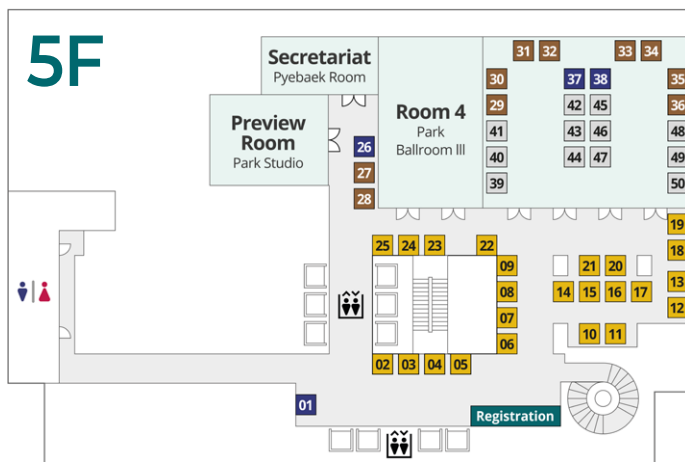 5F
Secretariat
Pyebaek Room
Preview
Room
Park Studio
Room 4
Park
Ballroom III
31 32 33 34
30 37 38 35
29 42 45 36
41 43 46 48
40 44 47 49
39 50
26
27
28
25 24 23 22
19
18
09 21 20
08 14 15 16 17 13
07 12
06 10 11
02 03 04 05
01
Registration